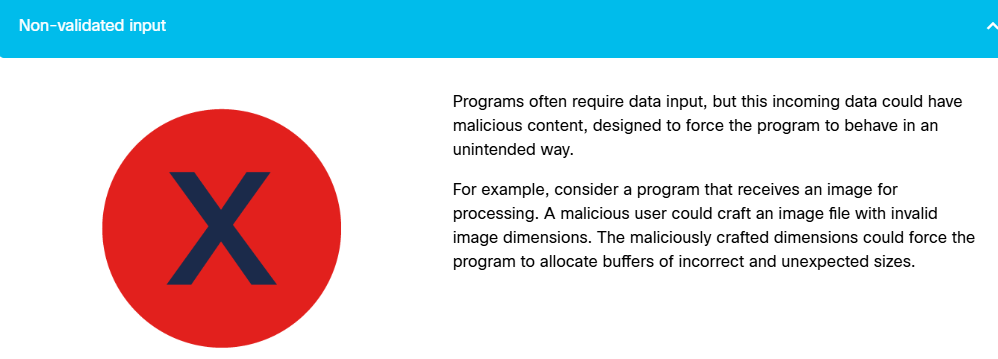 Non-validated input
Programs often require data input, but this incoming data could have
malicious content, designed to force the program to behave in an
unintended way.
For example, consider a program that receives an image for
processing. A malicious user could craft an image file with invalid
image dimensions. The maliciously crafted dimensions could force the
program to allocate buffers of incorrect and unexpected sizes.
X